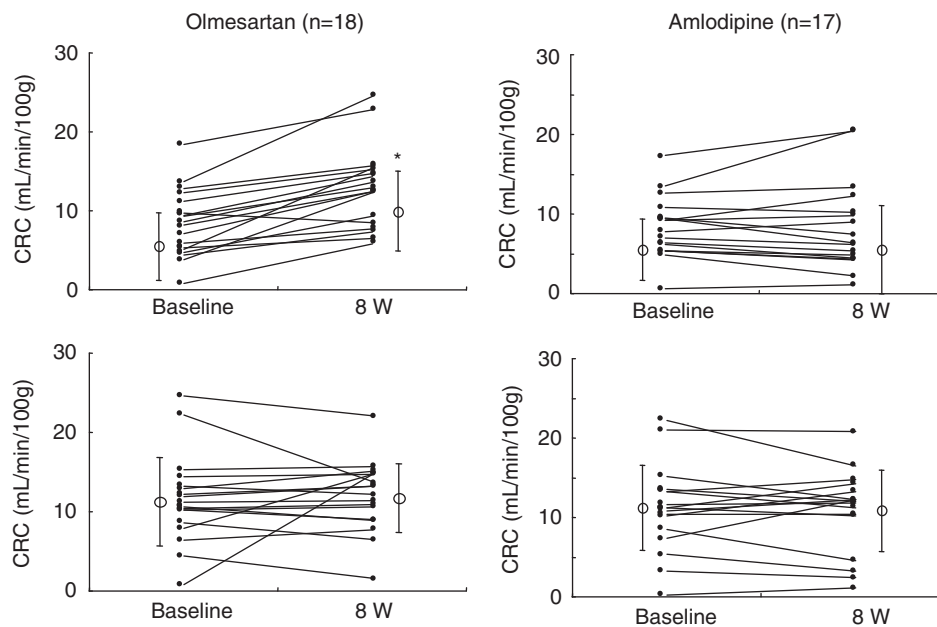 Olmesartan (n=18)
Amlodipine (n=17)
CRC (mL/min/100g)
30
20
10
0
Baseline
8 W
*
CRC (mL/min/100g)
30
20
10
0
Baseline
8 W
CRC (mL/min/100g)
30
20
10
0
Baseline
8 W
CRC (mL/min/100g)
30
20
10
0
Baseline
8 W